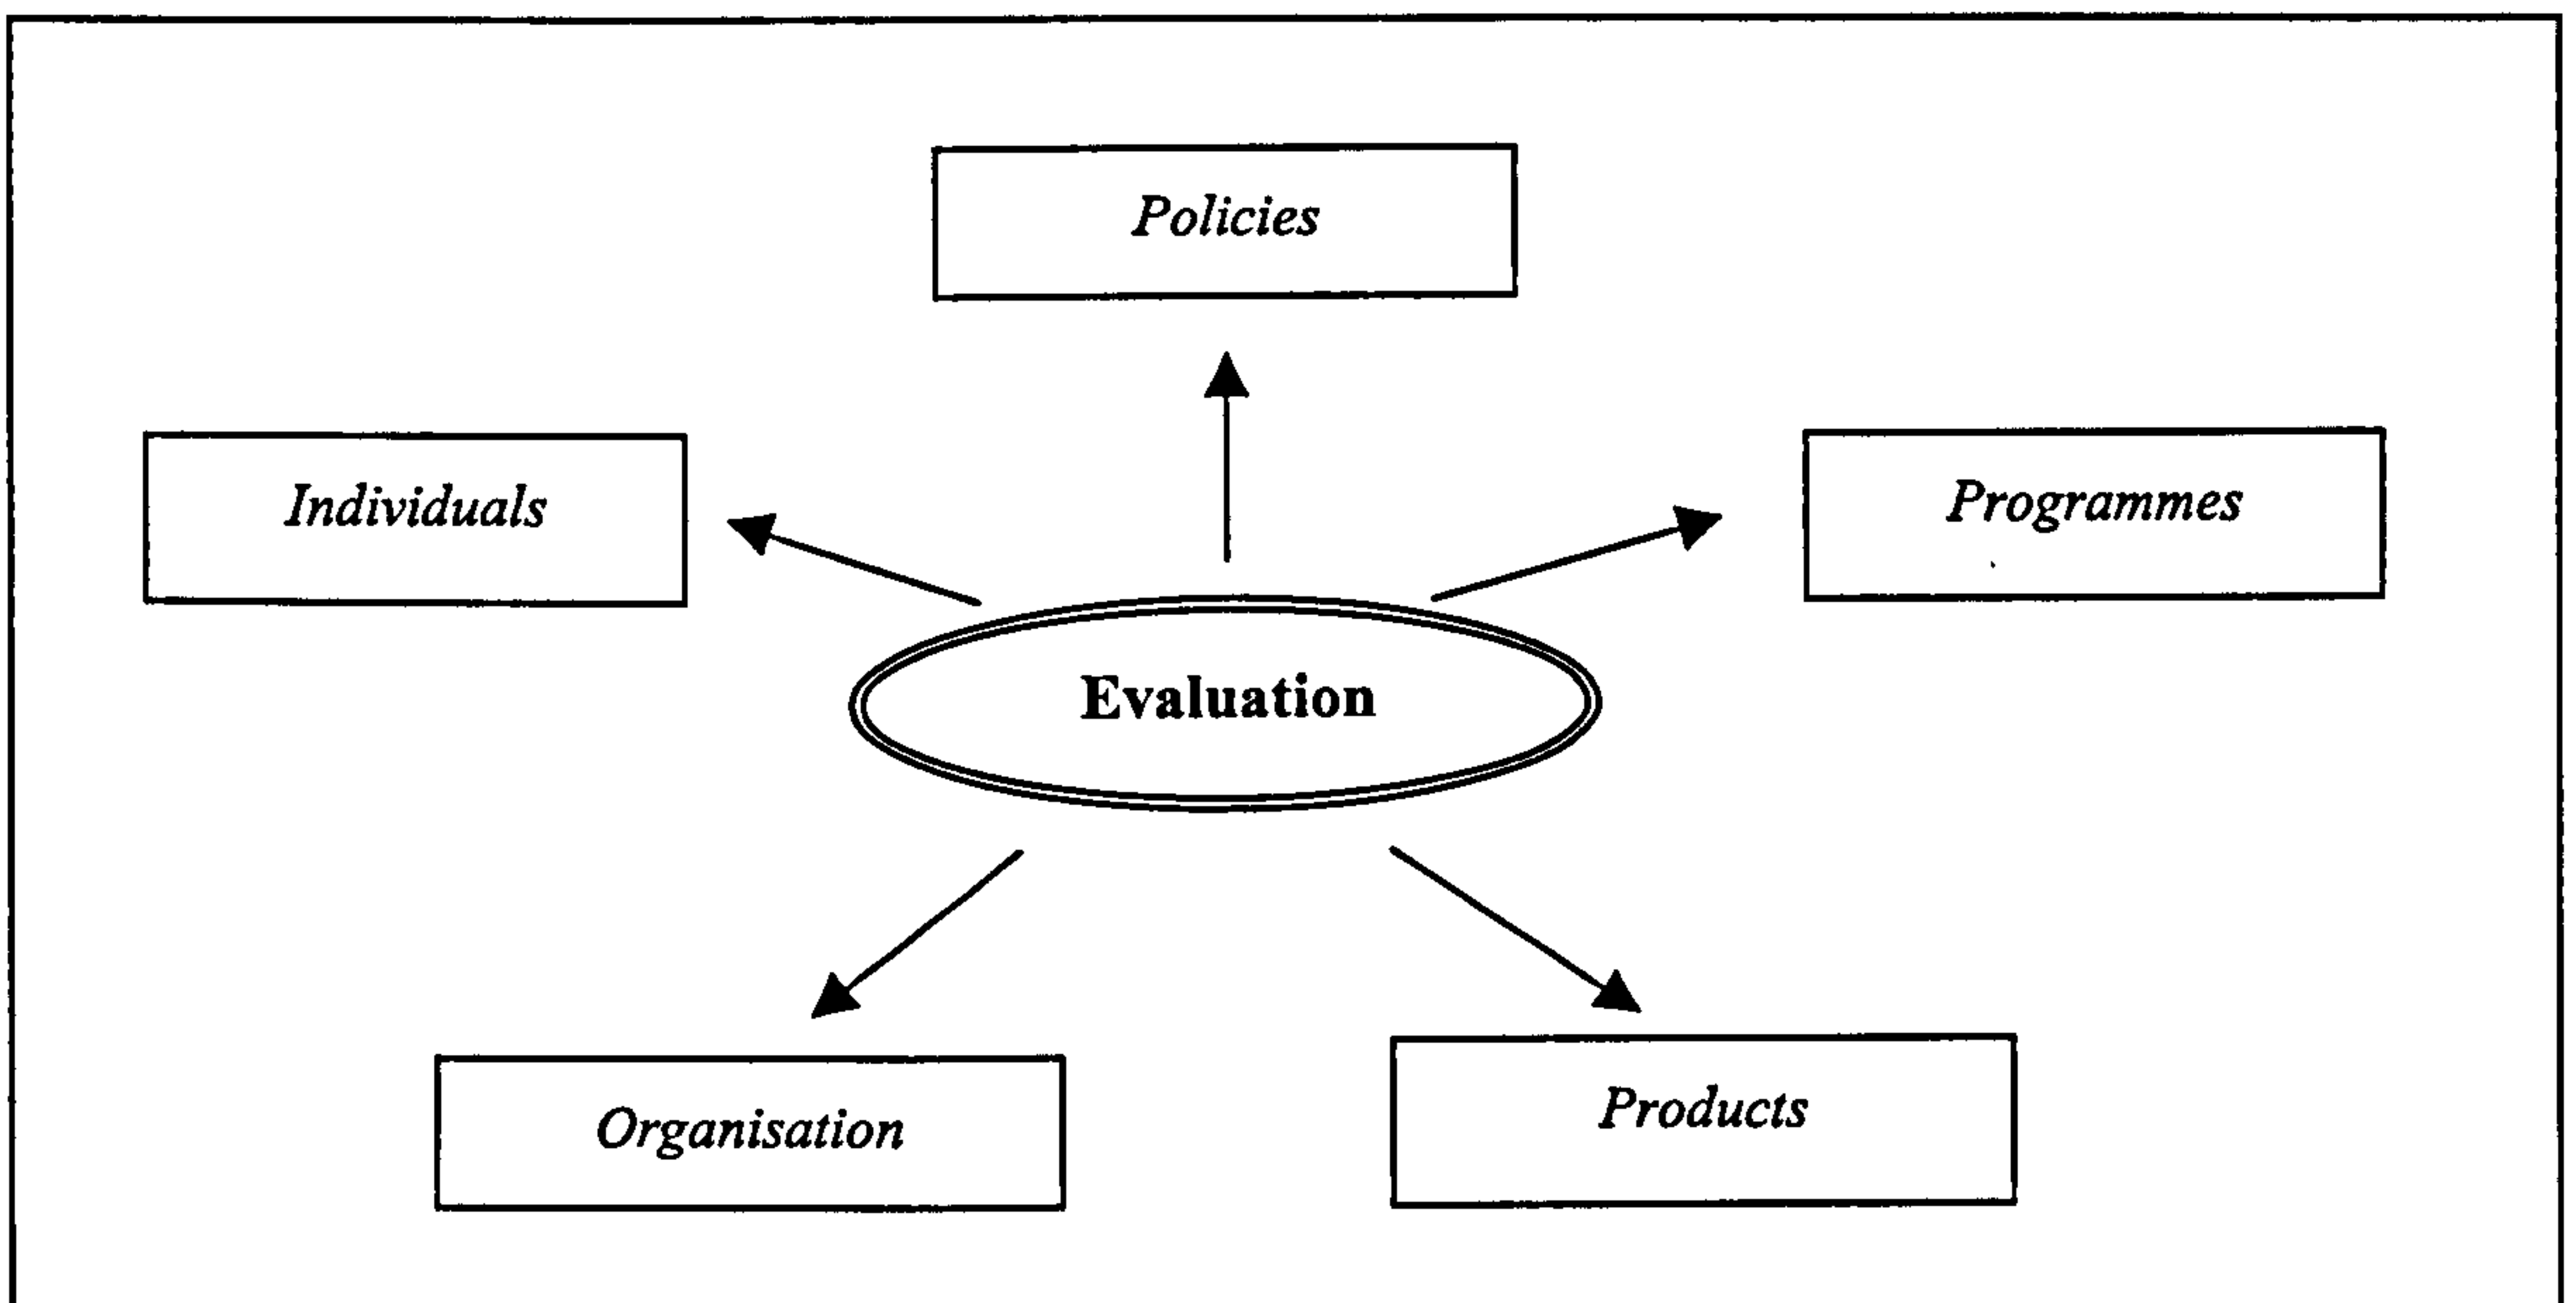 Policies
Individuals
Programmes
Evaluation
Organisation
Products